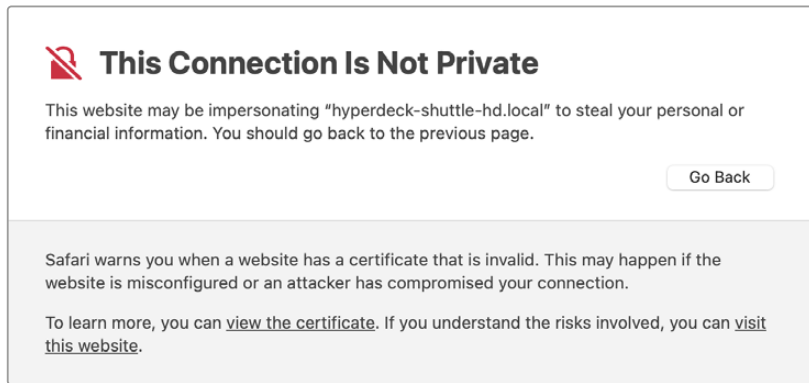 This Connection Is Not Private
This website may be impersonating “hyperdeck-shuttle-hd.local” to steal your personal or
financial information. You should go back to the previous page.
Go Back
Safari warns you when a website has a certificate that is invalid. This may happen if the
website is misconfigured or an attacker has compromised your connection.
To learn more, you can view the certificate. If you understand the risks involved, you can visit
this website.